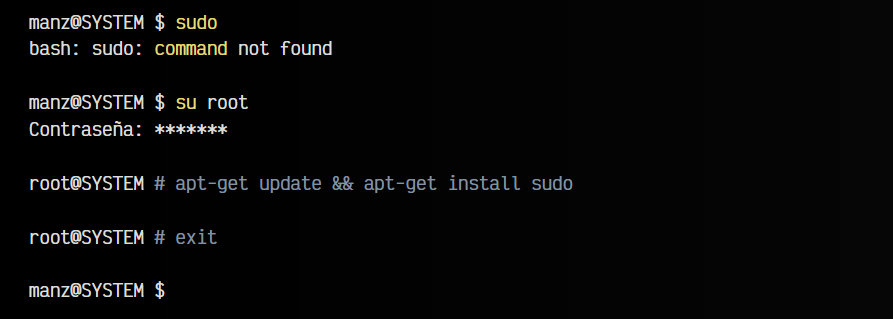 manz@SYSTEM $ sudo
bash: sudo: command not found
manz@SYSTEM $ su root
Contraseña: *******
root@SYSTEM # apt-get update && apt-get install sudo
root@SYSTEM # exit
manz@SYSTEM $